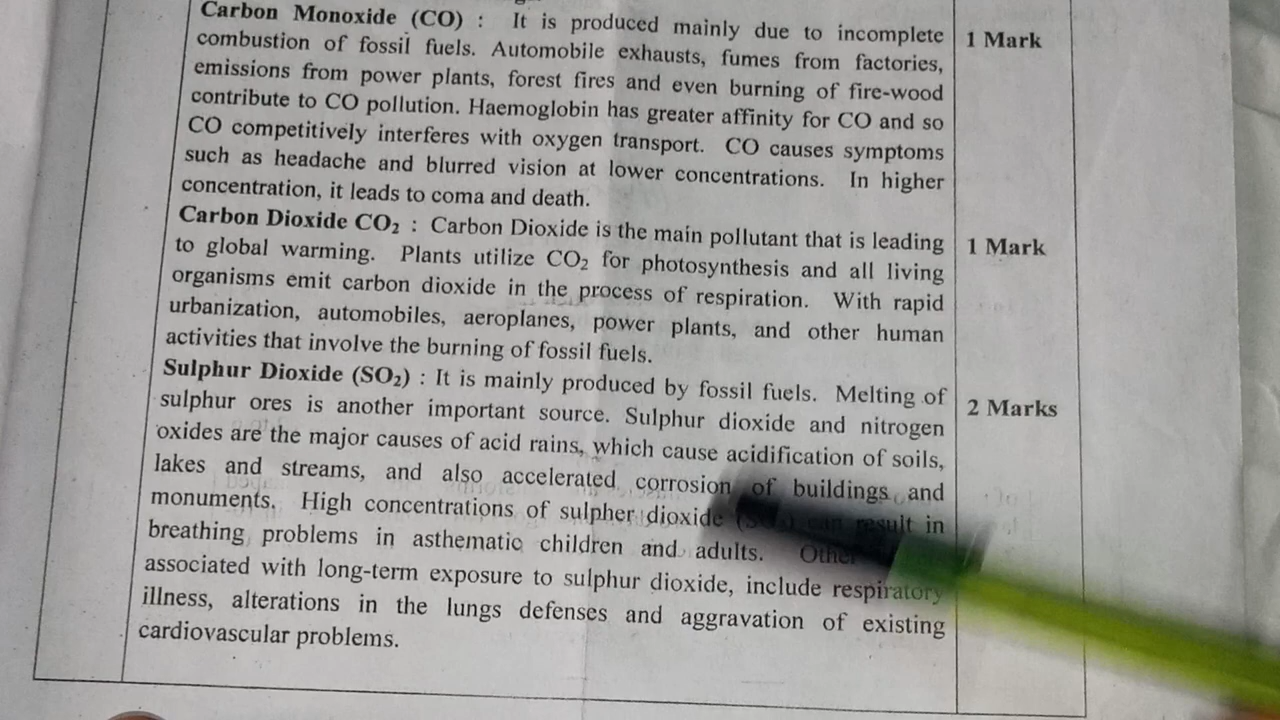 Carbon Monoxide (CO) : It is produced mainly due to incomplete 1 Mark
combustion of fossil fuels. Automobile exhausts, fumes from factories,
emissions from power plants, forest fires and even burning of fire-wood
contribute to CO pollution. Haemoglobin has greater affinity for CO and so
CO competitively interferes with oxygen transport. CO causes symptoms
such as headache and blurred vision at lower concentrations. In higher
concentration, it leads to coma and death.
Carbon Dioxide CO₂ : Carbon Dioxide is the main pollutant that is leading 1 Mark
to global warming. Plants utilize CO₂ for photosynthesis and all living
organisms emit carbon dioxide in the process of respiration. With rapid
urbanization, automobiles, aeroplanes, power plants, and other human
activities that involve the burning of fossil fuels.
Sulphur Dioxide (SO₂) : It is mainly produced by fossil fuels. Melting of 2 Marks
sulphur ores is another important source. Sulphur dioxide and nitrogen
oxides are the major causes of acid rains, which cause acidification of soils,
lakes and streams, and also accelerated corrosion of buildings and
monuments. High concentrations of sulpher dioxide (SO₂) can result in
breathing problems in asthematic children and adults. Other
associated with long-term exposure to sulphur dioxide, include respiratory
illness, alterations in the lungs defenses and aggravation of existing
cardiovascular problems.